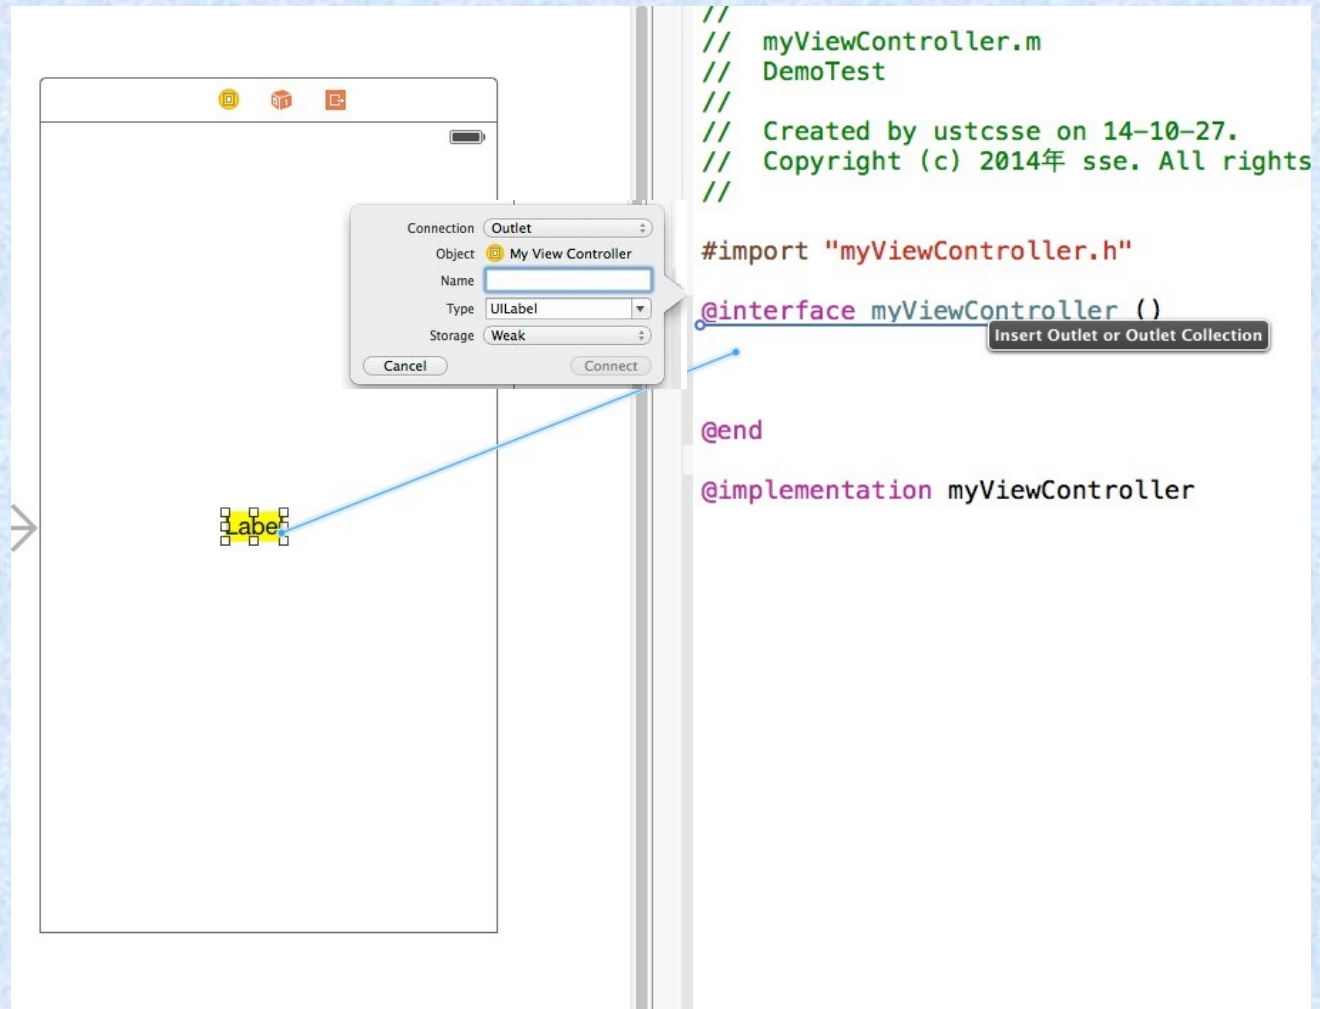 //
// myViewController.m
// DemoTest
//
// Created by ustcsse on 14-10-27.
// Copyright (c) 2014年 sse. All rights
//
#import "myViewController.h"
@interface myViewController ()
Insert Outlet or Outlet Collection
@end
@implementation myViewController
Connection Outlet
Object My View Controller
Name
Type UILabel
Storage Weak
Cancel Connect
Label